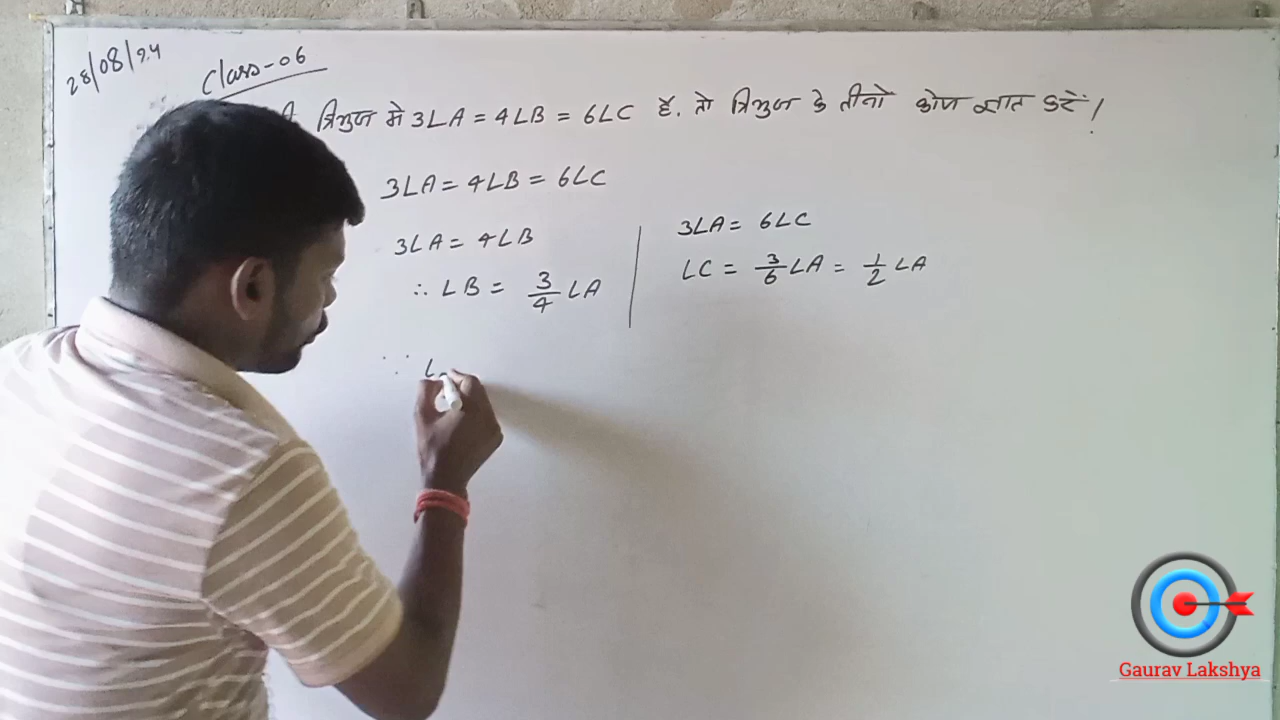 28/08/24
Class-06
त्रिभुज मे 3∠A = 4∠B = 6∠C है. तो त्रिभुज के तीनों कोण ज्ञात करें।
3∠A = 4∠B = 6∠C
3∠A = 4∠B
∴ ∠B = 3/4 ∠A
3∠A = 6∠C
∠C = 3/6 ∠A = 1/2 ∠A
∵ ∠
Gaurav Lakshya